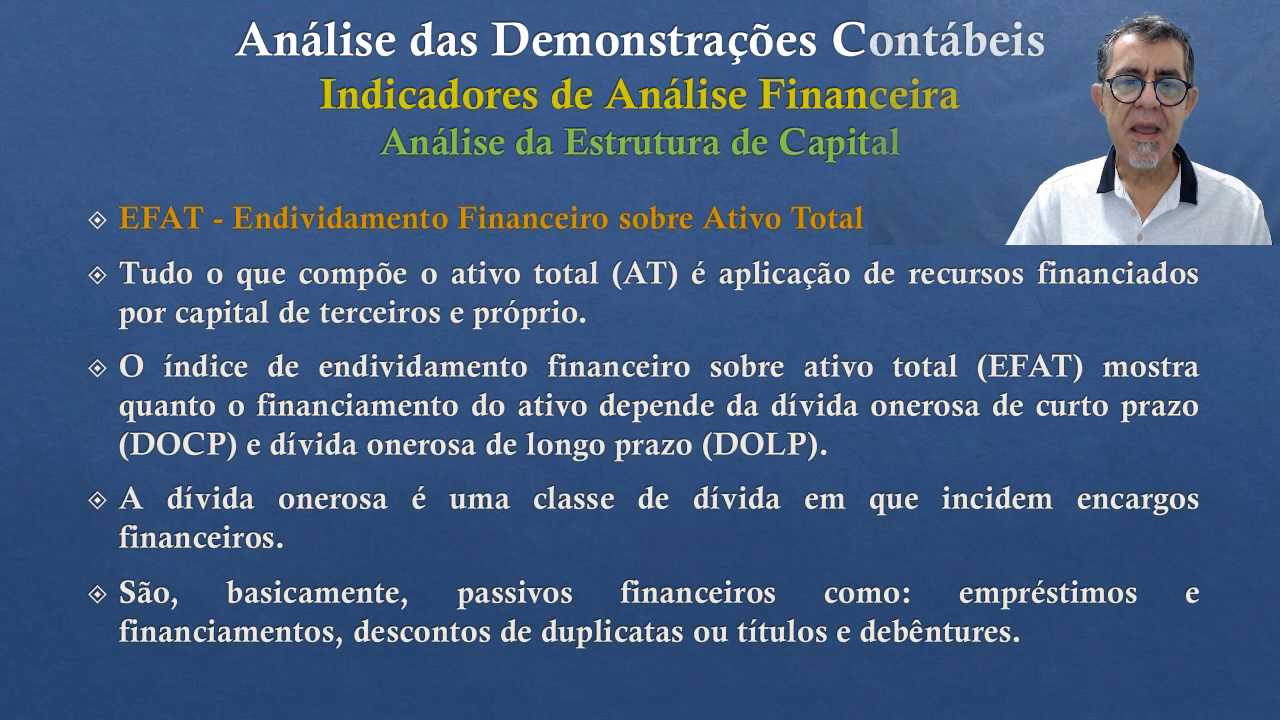 Análise das Demonstrações Contábeis
Indicadores de Análise Financeira
Análise da Estrutura de Capital
EFAT - Endividamento Financeiro sobre Ativo Total
Tudo o que compõe o ativo total (AT) é aplicação de recursos financiados
por capital de terceiros e próprio.
O índice de endividamento financeiro sobre ativo total (EFAT) mostra
quanto o financiamento do ativo depende da dívida onerosa de curto prazo
(DOCP) e dívida onerosa de longo prazo (DOLP).
A dívida onerosa é uma classe de dívida em que incidem encargos
financeiros.
São, basicamente, passivos financeiros como: empréstimos e
financiamentos, descontos de duplicatas ou títulos e debêntures.